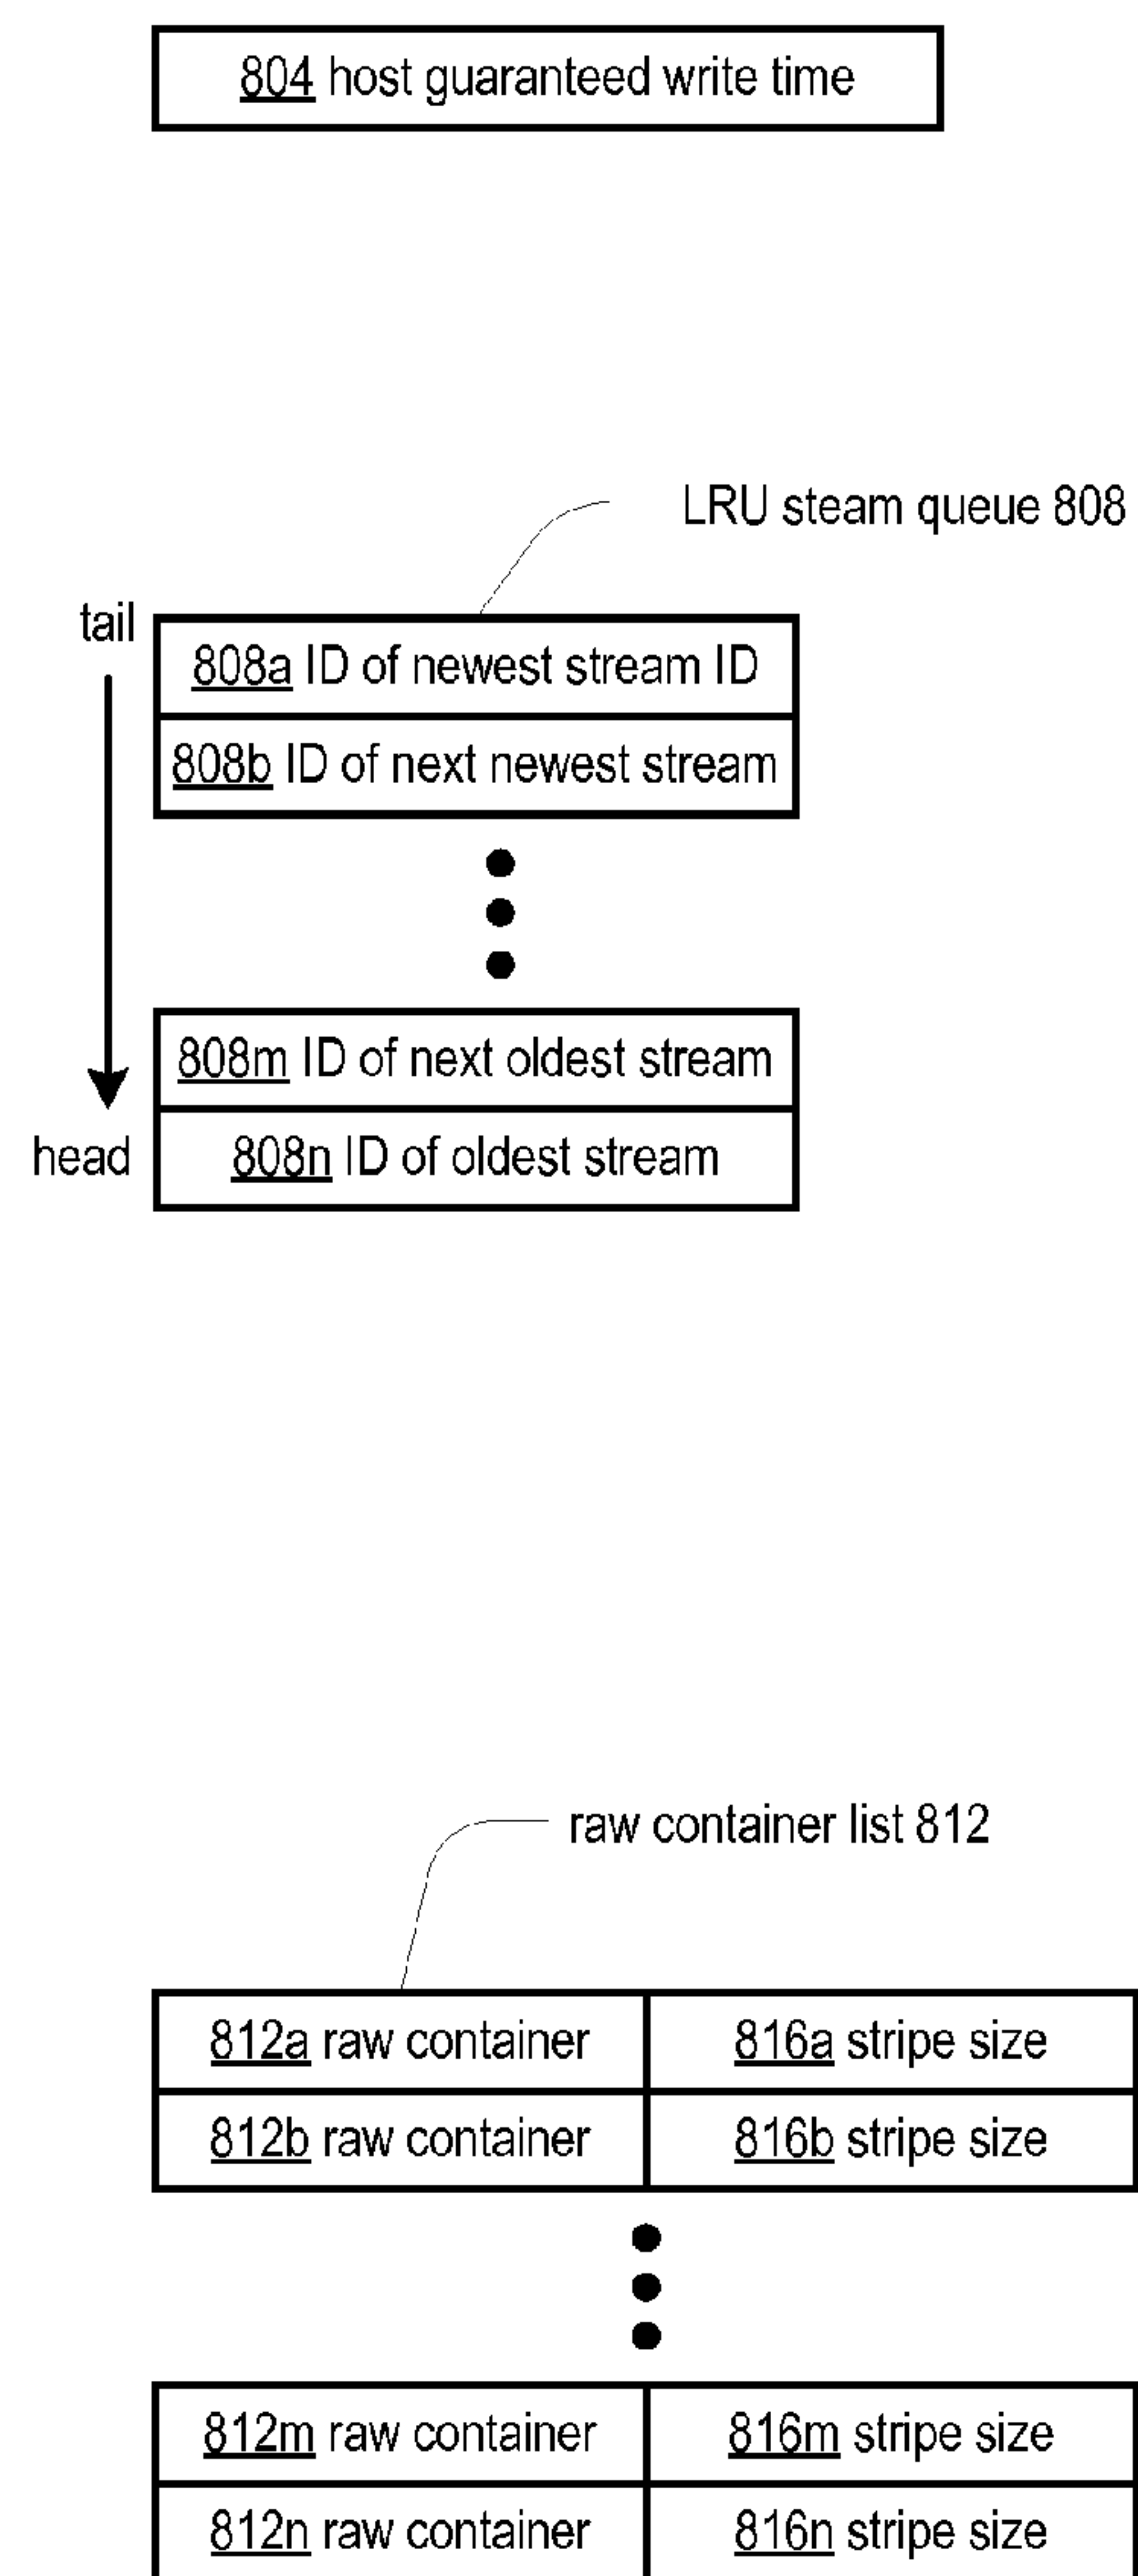 804 host guaranteed write time
LRU steam queue 808
tail
808a ID of newest stream ID
808b ID of next newest stream
808m ID of next oldest stream
head
808n ID of oldest stream
raw container list 812
812a raw container 816a stripe size
812b raw container 816b stripe size
812m raw container 816m stripe size
812n raw container 816n stripe size